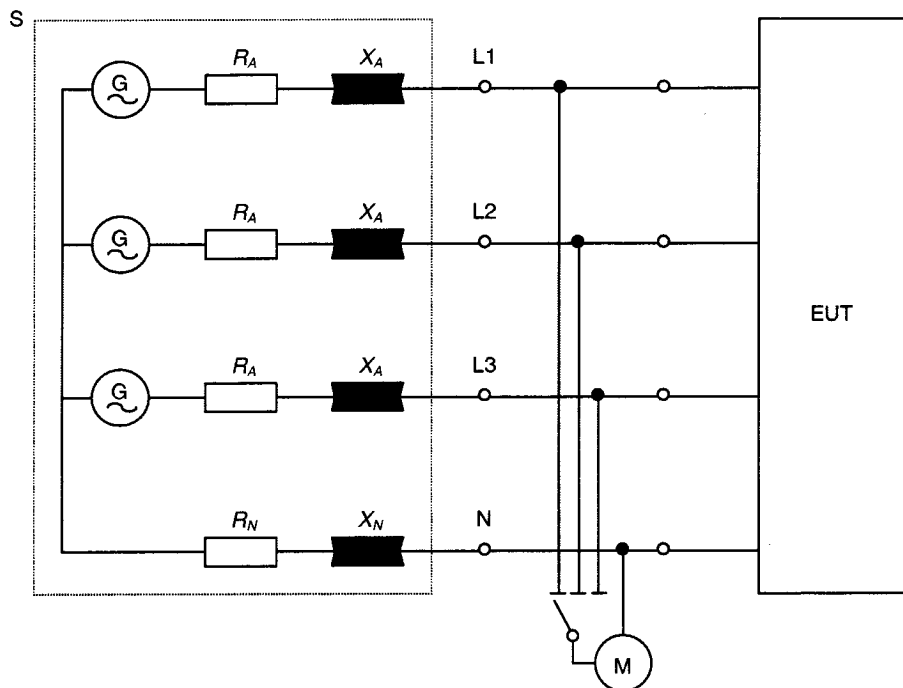 S
R_A X_A L1
G
R_A X_A L2
G
EUT
R_A X_A L3
G
R_N X_N N
M